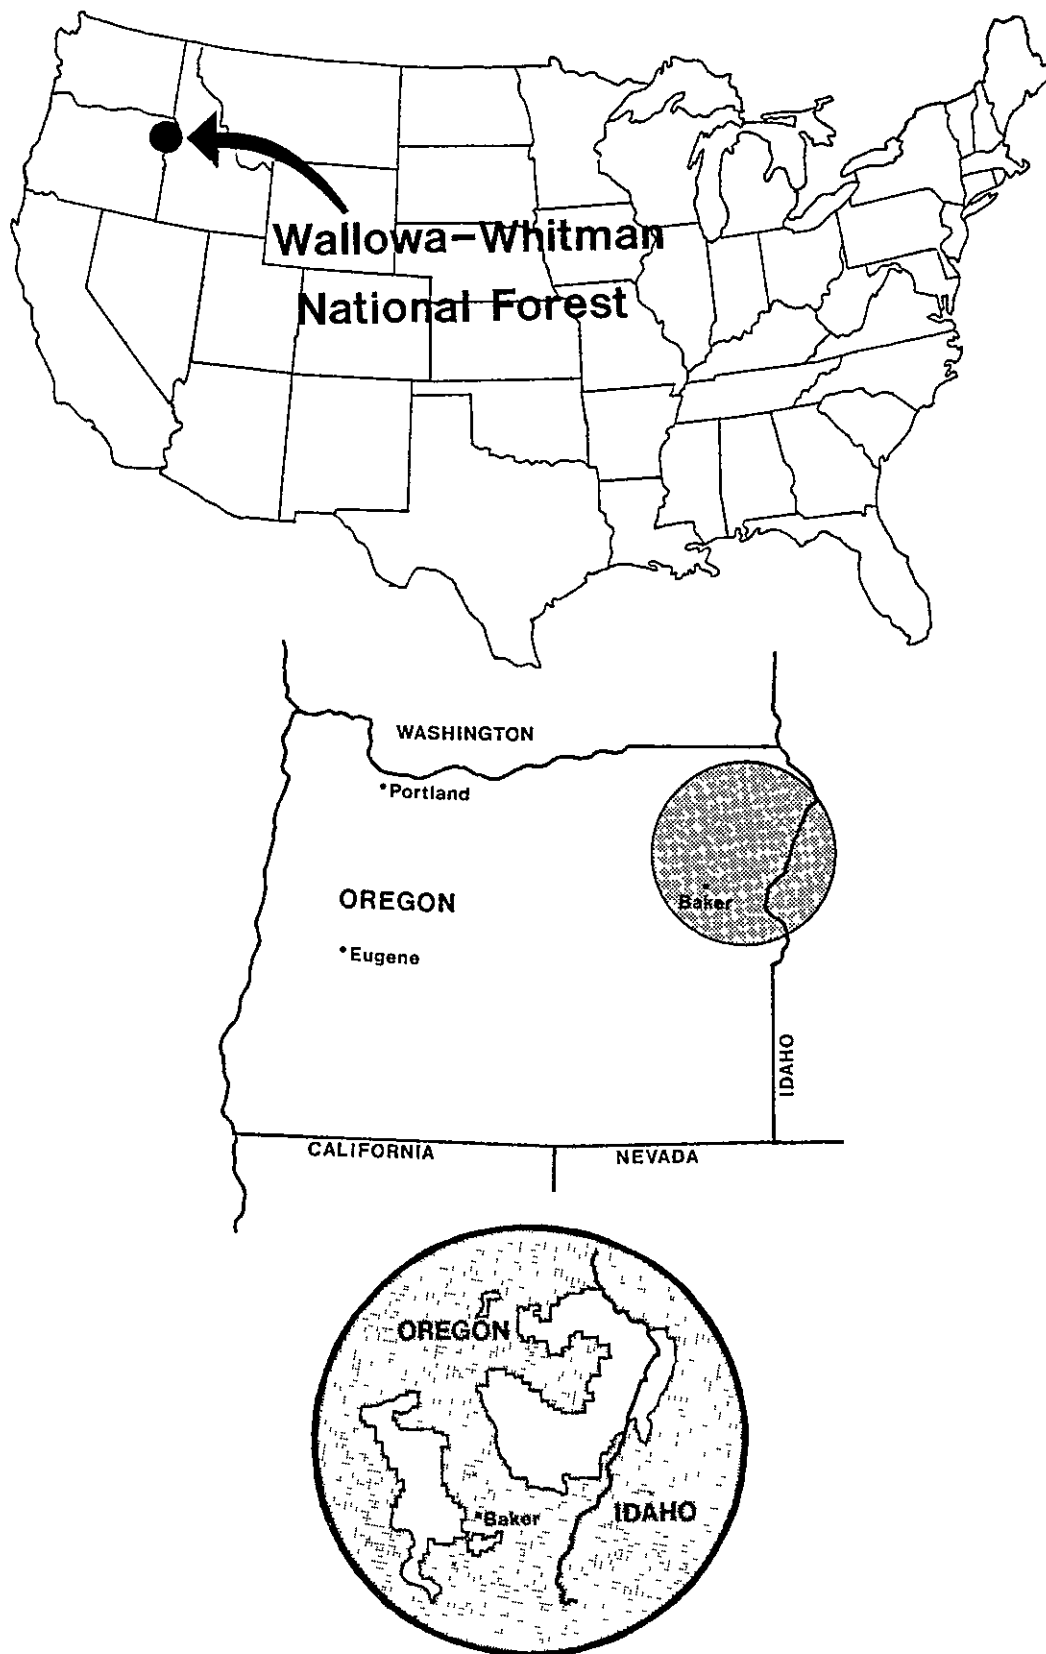 Wallowa-Whitman
National Forest
WASHINGTON
Portland
OREGON
Baker
Eugene
IDAHO
CALIFORNIA
NEVADA
OREGON
Baker
IDAHO